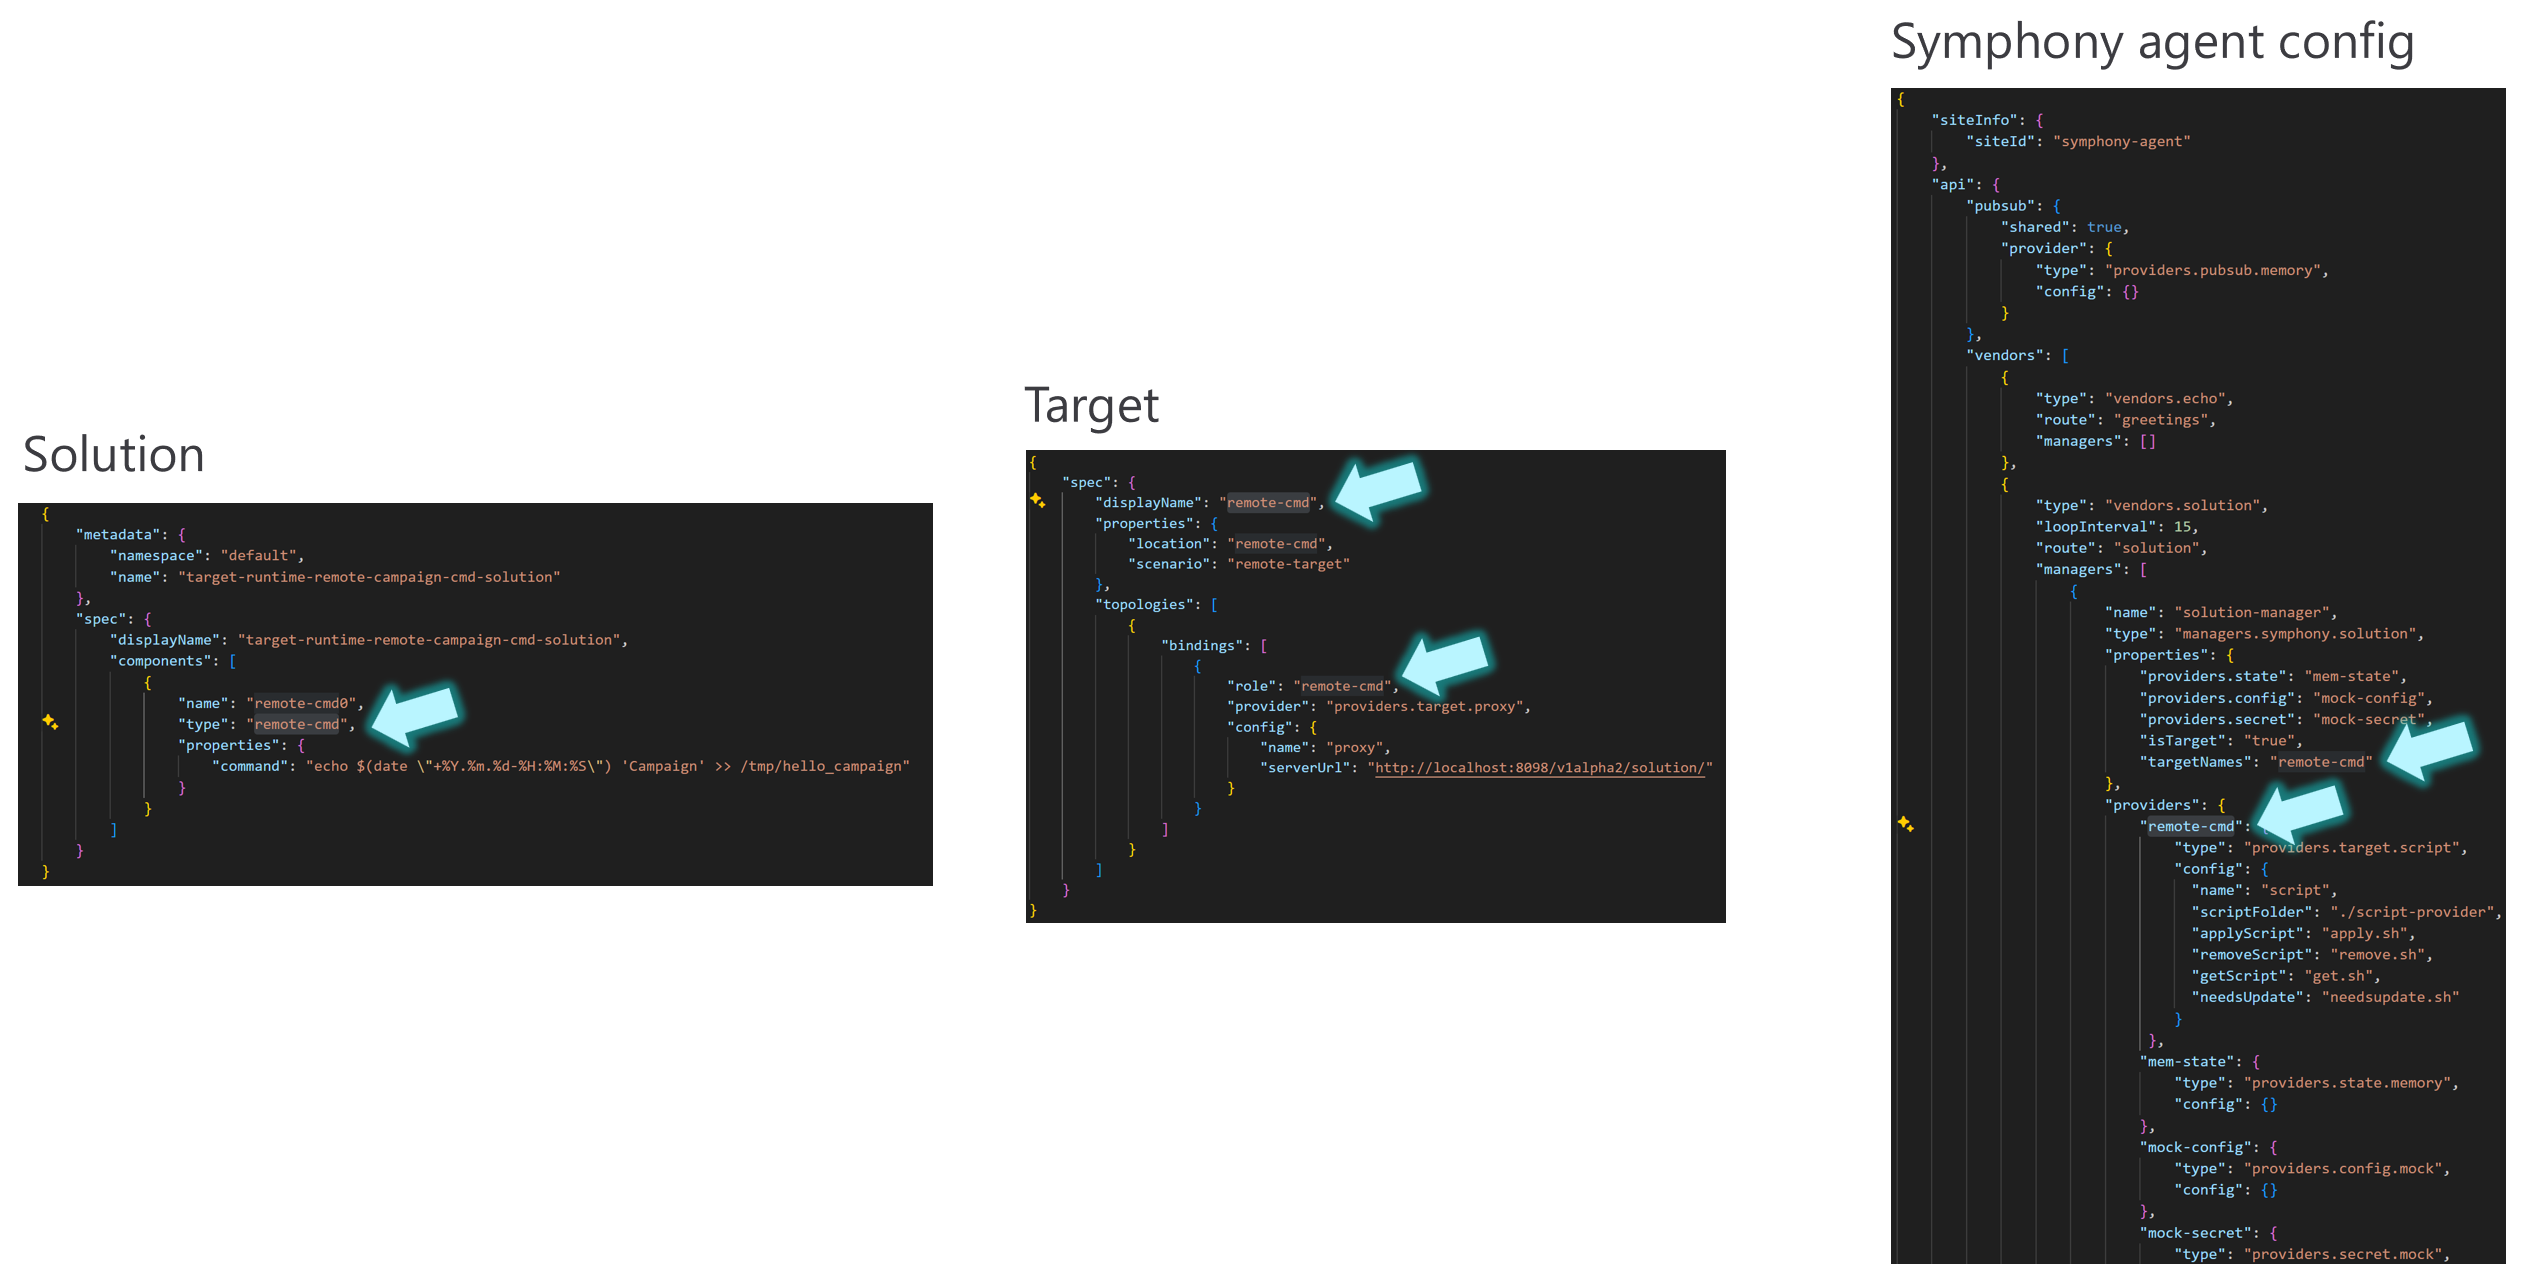 Solution
{
"metadata": {
"namespace": "default",
"name": "target-runtime-remote-campaign-cmd-solution"
},
"spec": {
"displayName": "target-runtime-remote-campaign-cmd-solution",
"components": [
{
"name": "remote-cmd0",
"type": "remote-cmd",
"properties": {
"command": "echo $(date \"+%Y.%m.%d-%H:%M:%S\") 'Campaign' >> /tmp/hello_campaign"
}
}
]
}
}
Target
{
"spec": {
"displayName": "remote-cmd",
"properties": {
"location": "remote-cmd",
"scenario": "remote-target"
},
"topologies": [
{
"bindings": [
{
"role": "remote-cmd",
"provider": "providers.target.proxy",
"config": {
"name": "proxy",
"serverUrl": "http://localhost:8098/v1alpha2/solution/"
}
}
]
}
]
}
}
Symphony agent config
{
"siteInfo": {
"siteId": "symphony-agent"
},
"api": {
"pubsub": {
"shared": true,
"provider": {
"type": "providers.pubsub.memory",
"config": {}
}
},
"vendors": [
{
"type": "vendors.echo",
"route": "greetings",
"managers": []
},
{
"type": "vendors.solution",
"loopInterval": 15,
"route": "solution",
"managers": [
{
"name": "solution-manager",
"type": "managers.symphony.solution",
"properties": {
"providers.state": "mem-state",
"providers.config": "mock-config",
"providers.secret": "mock-secret",
"isTarget": "true",
"targetNames": "remote-cmd"
},
"providers": {
"remote-cmd": {
"type": "providers.target.script",
"config": {
"name": "script",
"scriptFolder": "./script-provider",
"applyScript": "apply.sh",
"removeScript": "remove.sh",
"getScript": "get.sh",
"needsUpdate": "needsupdate.sh"
}
},
"mem-state": {
"type": "providers.state.memory",
"config": {}
},
"mock-config": {
"type": "providers.config.mock",
"config": {}
},
"mock-secret": {
"type": "providers.secret.mock",